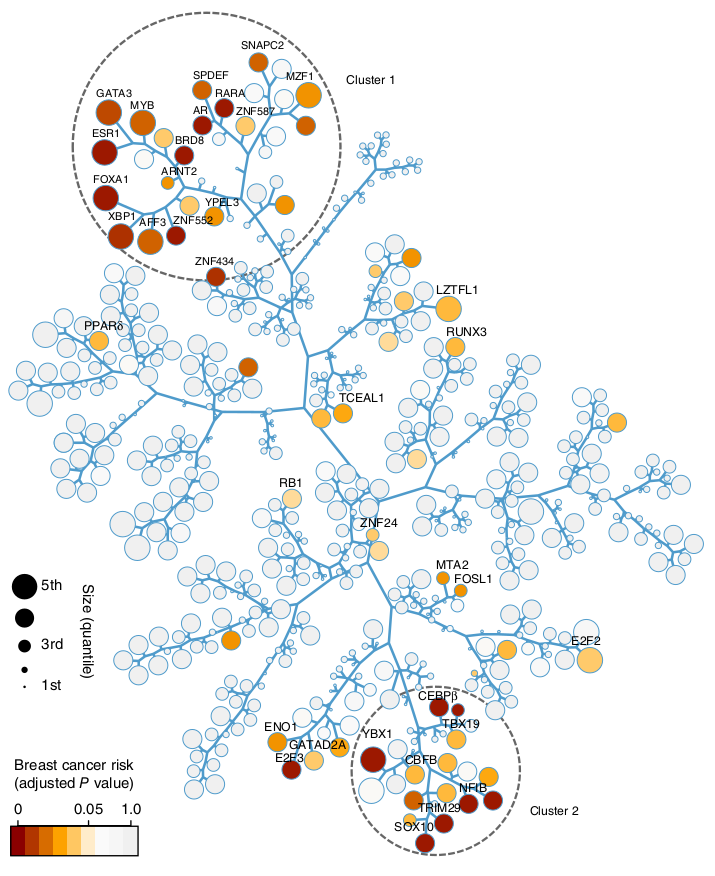 SNAPC2
Cluster 1
SPDEF
MZF1
GATA3
RARA
MYB
AR
ZNF587
ESR1
BRD8
ARNT2
FOXA1
YPEL3
XBP1
AFF3
ZNF552
ZNF434
LZTFL1
PPARδ
RUNX3
TCEAL1
RB1
ZNF24
MTA2
FOSL1
E2F2
5th
3rd
1st
Size (quantile)
CEBPβ
TBX19
ENO1
YBX1
GATAD2A
E2F3
CBFB
NFIB
TRIM29
SOX10
Cluster 2
Breast cancer risk
(adjusted P value)
0 0.05 1.0